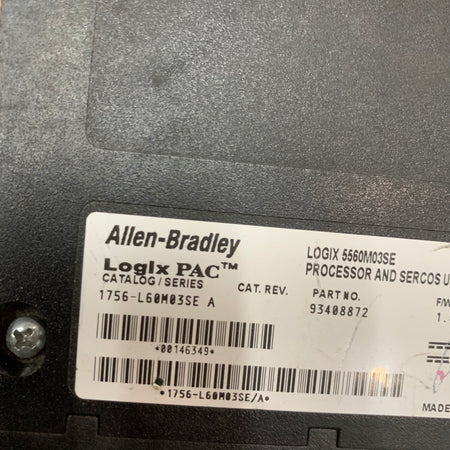 Allen-Bradley
Logix PAC™
CATALOG/SERIES
1756-L60M03SE A
CAT. REV.
LOGIX 5560M03SE
PROCESSOR AND SERCOS
PART NO.
93408872
F/W
1.
*00146349*
*1756-L60M03SE/A*
MADE